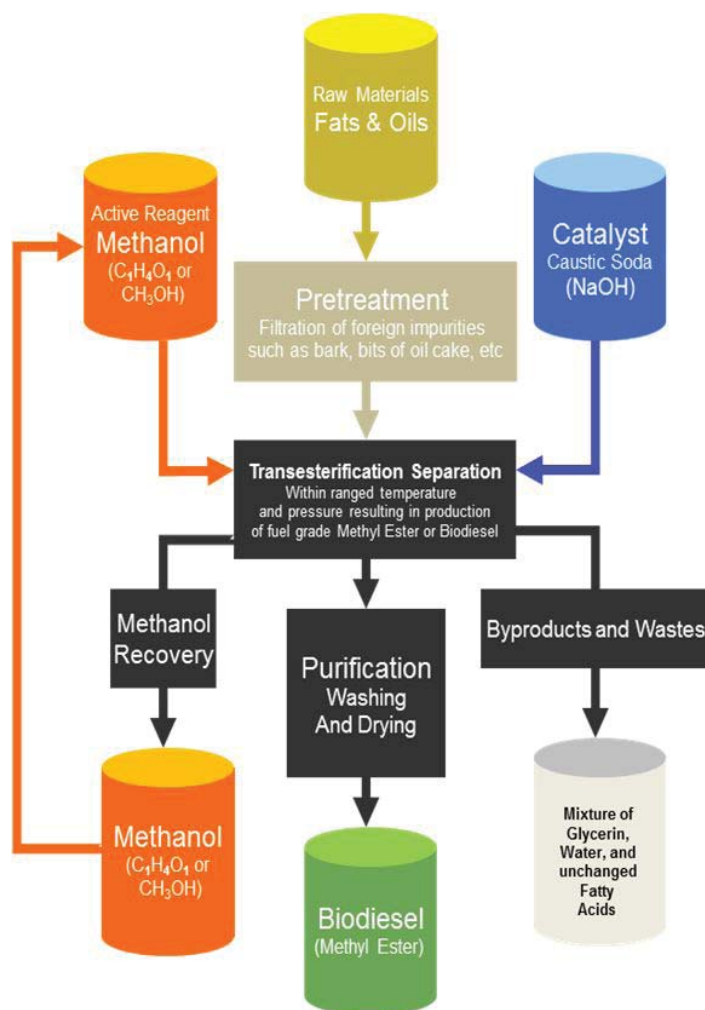 Raw Materials
Fats & Oils
Active Reagent
Methanol
(C₁H₄O₁ or
CH₃OH)
Catalyst
Caustic Soda
(NaOH)
Pretreatment
Filtration of foreign impurities
such as bark, bits of oil cake, etc
Transesterification Separation
Within ranged temperature
and pressure resulting in production
of fuel grade Methyl Ester or Biodiesel
Methanol
Recovery
Purification
Washing
And Drying
Byproducts and Wastes
Methanol
(C₁H₄O₁ or
CH₃OH)
Biodiesel
(Methyl Ester)
Mixture of
Glycerin,
Water, and
unchanged
Fatty
Acids